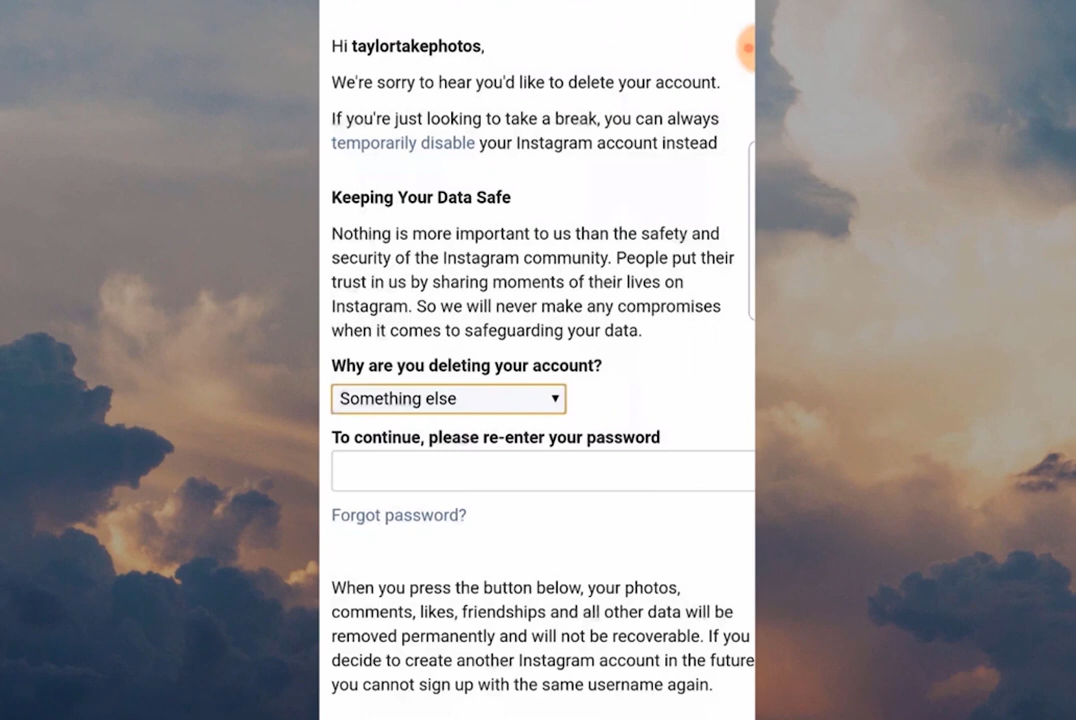 Hi taylortakephotos,
We're sorry to hear you'd like to delete your account.
If you're just looking to take a break, you can always
temporarily disable your Instagram account instead
Keeping Your Data Safe
Nothing is more important to us than the safety and
security of the Instagram community. People put their
trust in us by sharing moments of their lives on
Instagram. So we will never make any compromises
when it comes to safeguarding your data.
Why are you deleting your account?
Something else
To continue, please re-enter your password
Forgot password?
When you press the button below, your photos,
comments, likes, friendships and all other data will be
removed permanently and will not be recoverable. If you
decide to create another Instagram account in the future
you cannot sign up with the same username again.